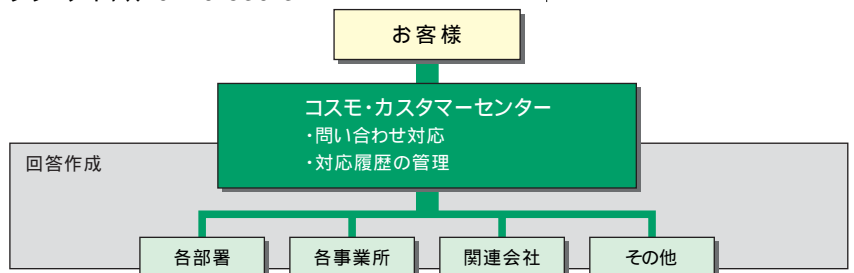 お客様
コスモ・カスタマーセンター
・問い合わせ対応
・対応履歴の管理
回答作成
各部署
各事業所
関連会社
その他